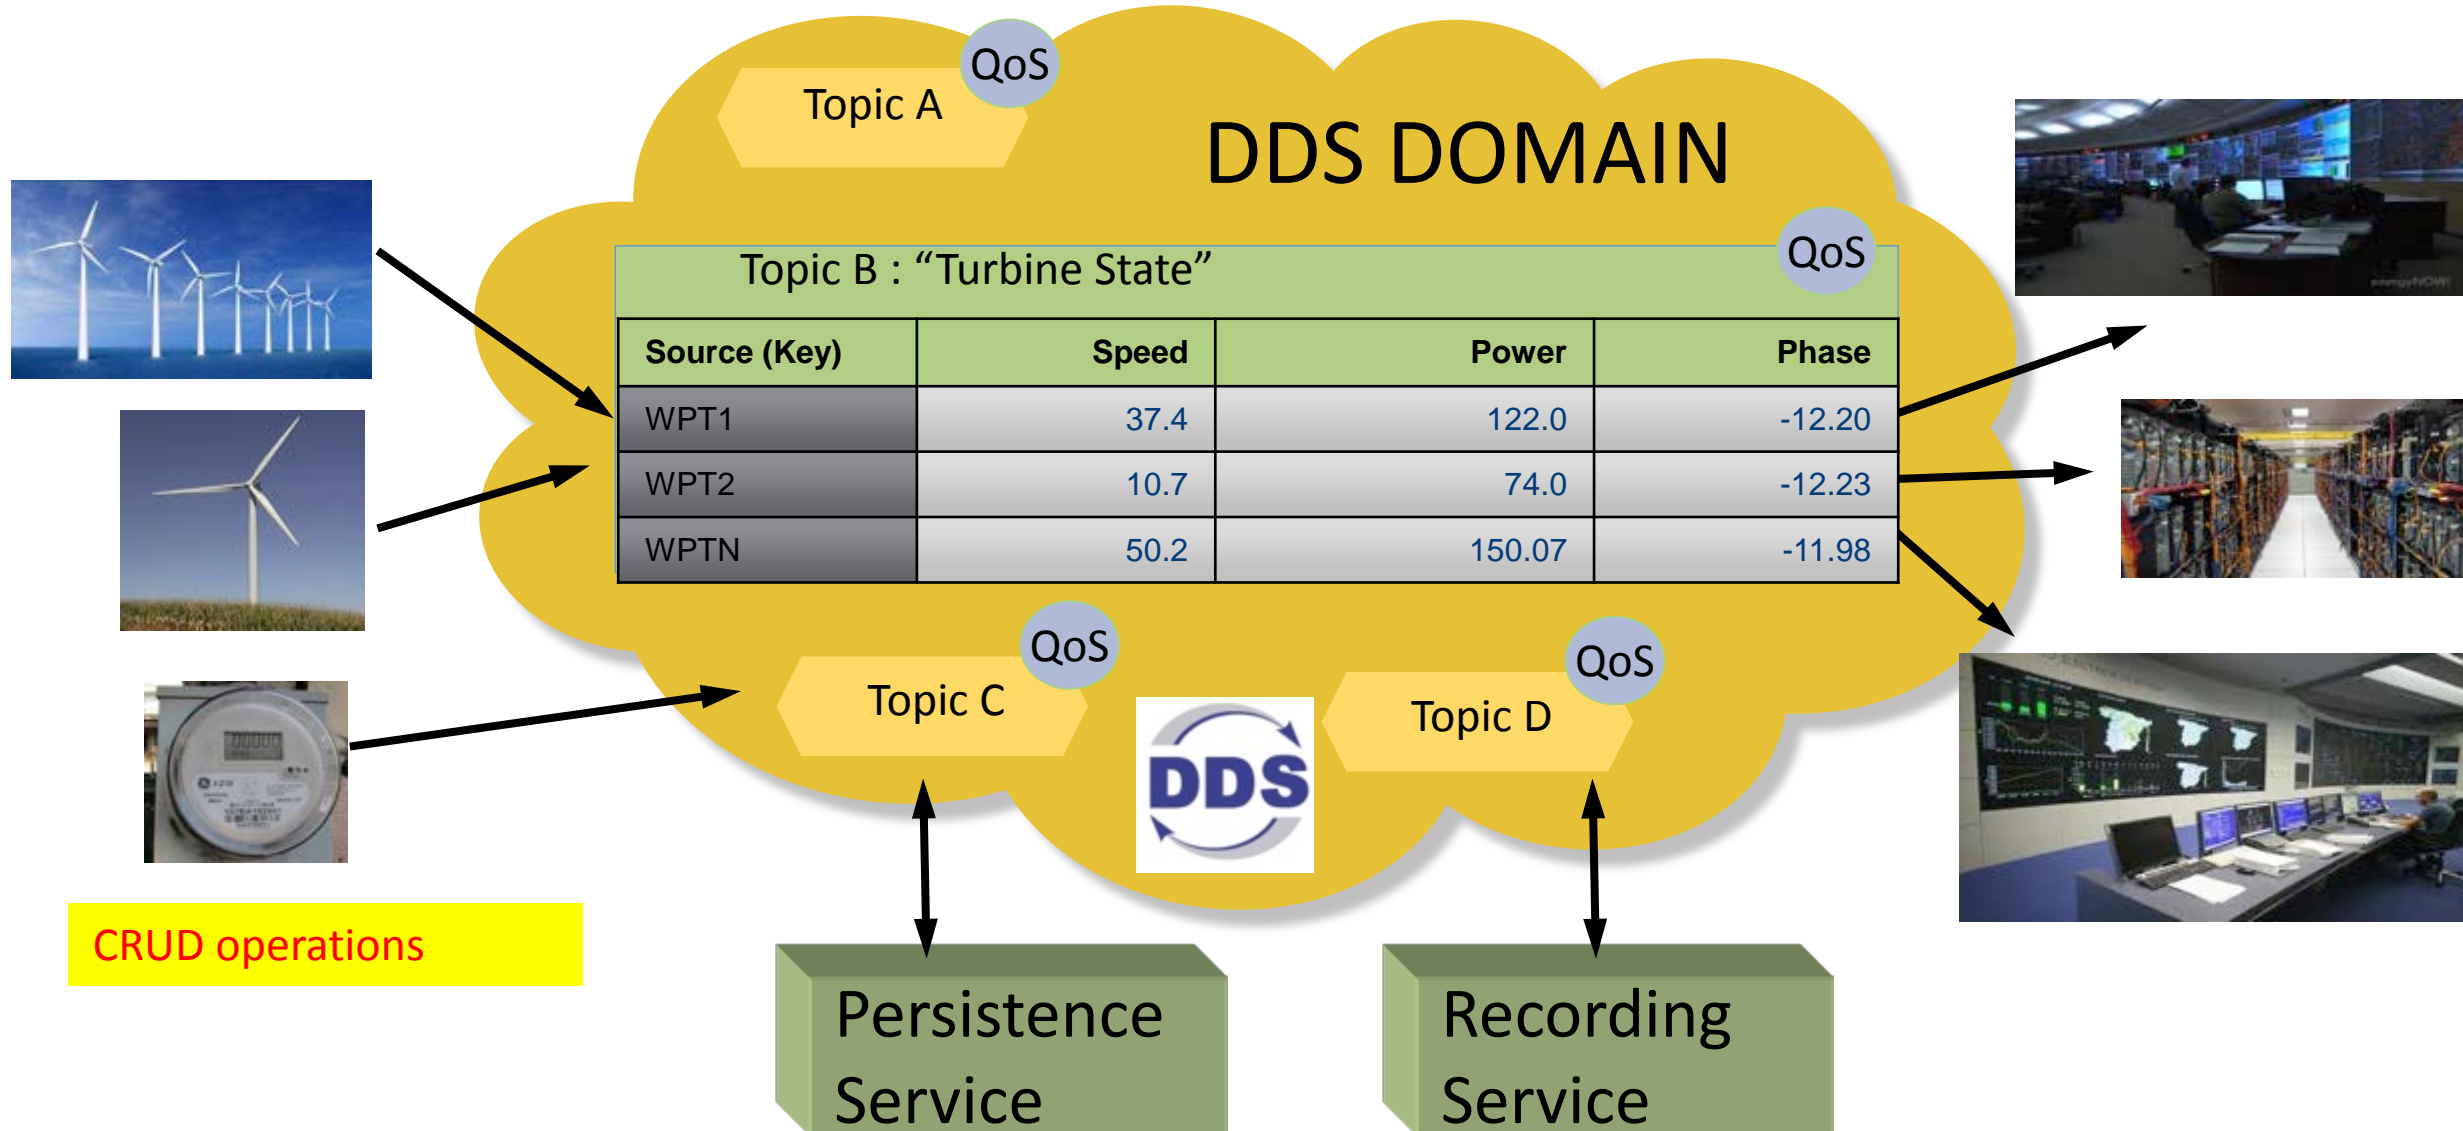 QoS
Topic A
DDS DOMAIN
QoS
Topic B : “Turbine State”
Source (Key) Speed Power Phase
WPT1 37.4 122.0 -12.20
WPT2 10.7 74.0 -12.23
WPTN 50.2 150.07 -11.98
QoS
QoS
Topic C
Topic D
DDS
CRUD operations
Persistence
Service
Recording
Service
energyNOW!